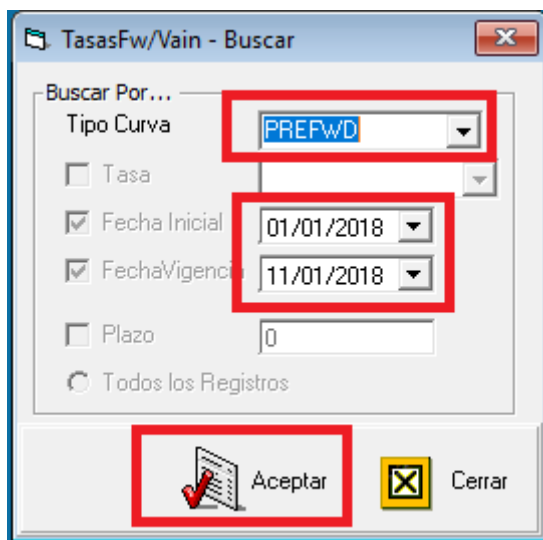 TasasFw/Vain - Buscar
Buscar Por...
Tipo Curva PREFWD
Tasa
Fecha Inicial 01/01/2018
FechaVigencia 11/01/2018
Plazo 0
Todos los Registros
Aceptar Cerrar